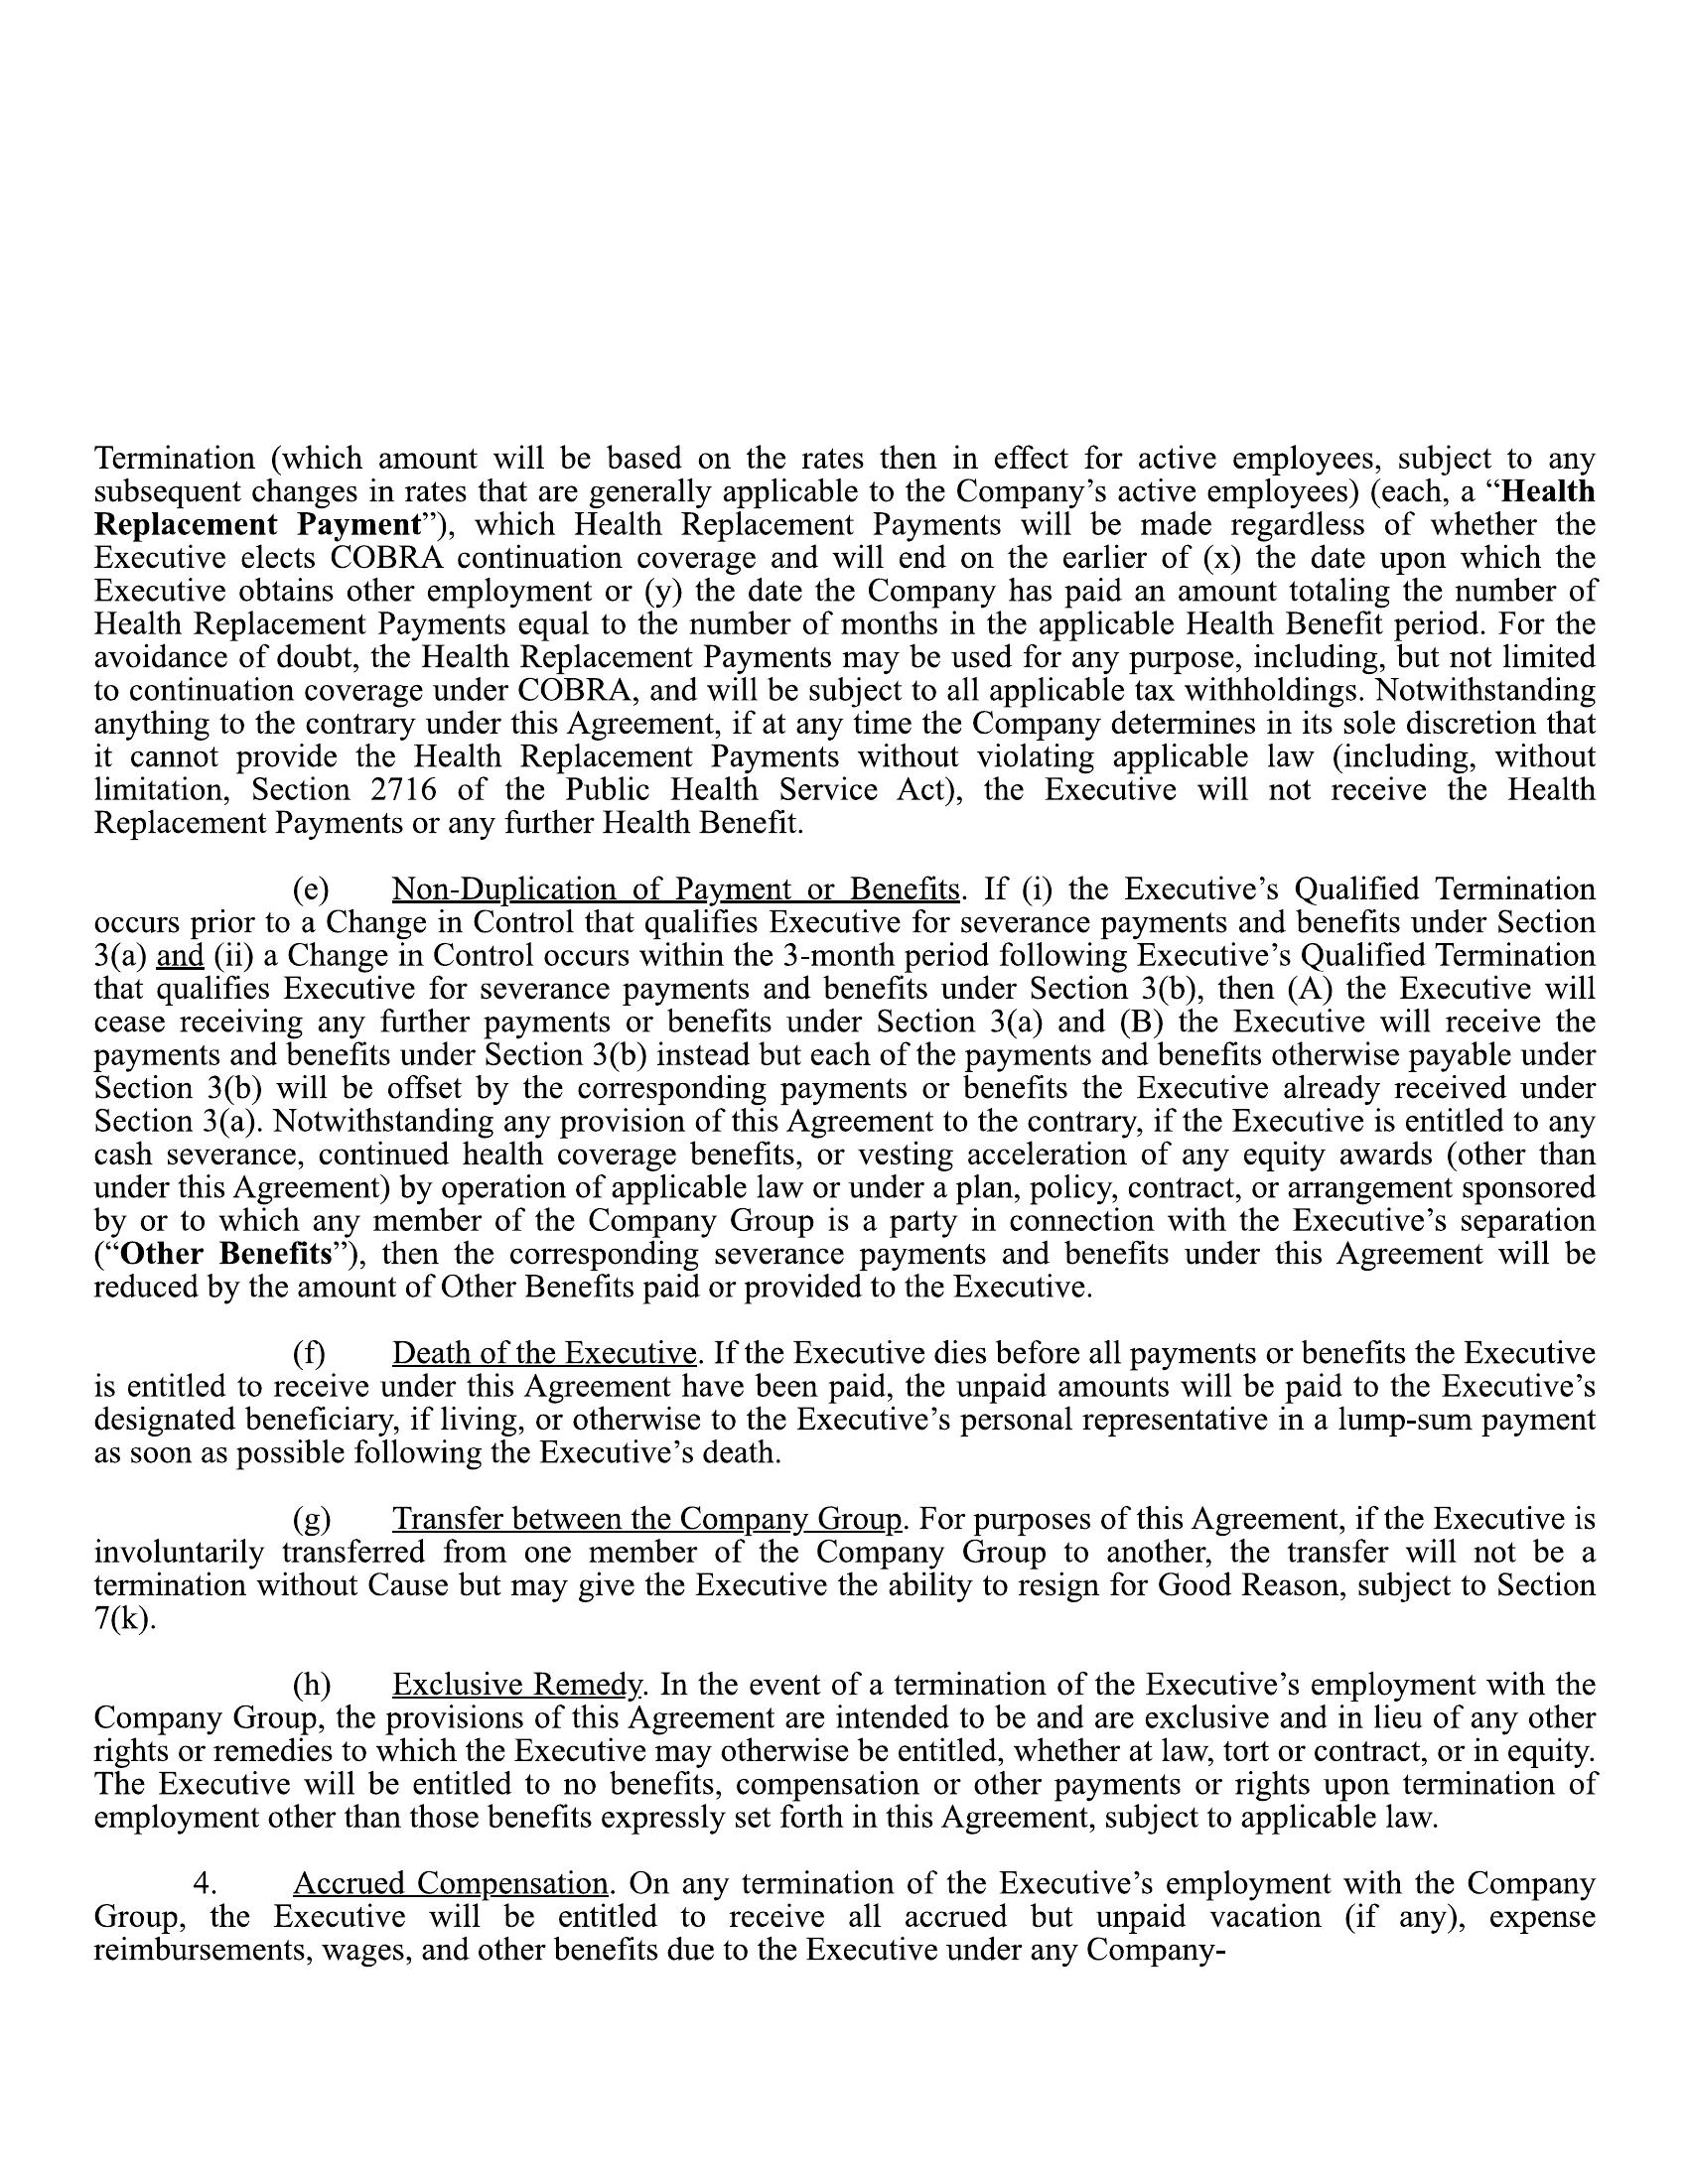 Termination (which amount will be based on the rates then in effect for active employees, subject to any
subsequent changes in rates that are generally applicable to the Company’s active employees) (each, a “Health
Replacement Payment”), which Health Replacement Payments will be made regardless of whether the
Executive elects COBRA continuation coverage and will end on the earlier of (x) the date upon which the
Executive obtains other employment or (y) the date the Company has paid an amount totaling the number of
Health Replacement Payments equal to the number of months in the applicable Health Benefit period. For the
avoidance of doubt, the Health Replacement Payments may be used for any purpose, including, but not limited
to continuation coverage under COBRA, and will be subject to all applicable tax withholdings. Notwithstanding
anything to the contrary under this Agreement, if at any time the Company determines in its sole discretion that
it cannot provide the Health Replacement Payments without violating applicable law (including, without
limitation, Section 2716 of the Public Health Service Act), the Executive will not receive the Health
Replacement Payments or any further Health Benefit.
(e) Non-Duplication of Payment or Benefits. If (i) the Executive’s Qualified Termination
occurs prior to a Change in Control that qualifies Executive for severance payments and benefits under Section
3(a) and (ii) a Change in Control occurs within the 3-month period following Executive’s Qualified Termination
that qualifies Executive for severance payments and benefits under Section 3(b), then (A) the Executive will
cease receiving any further payments or benefits under Section 3(a) and (B) the Executive will receive the
payments and benefits under Section 3(b) instead but each of the payments and benefits otherwise payable under
Section 3(b) will be offset by the corresponding payments or benefits the Executive already received under
Section 3(a). Notwithstanding any provision of this Agreement to the contrary, if the Executive is entitled to any
cash severance, continued health coverage benefits, or vesting acceleration of any equity awards (other than
under this Agreement) by operation of applicable law or under a plan, policy, contract, or arrangement sponsored
by or to which any member of the Company Group is a party in connection with the Executive’s separation
(“Other Benefits”), then the corresponding severance payments and benefits under this Agreement will be
reduced by the amount of Other Benefits paid or provided to the Executive.
(f) Death of the Executive. If the Executive dies before all payments or benefits the Executive
is entitled to receive under this Agreement have been paid, the unpaid amounts will be paid to the Executive’s
designated beneficiary, if living, or otherwise to the Executive’s personal representative in a lump-sum payment
as soon as possible following the Executive’s death.
(g) Transfer between the Company Group. For purposes of this Agreement, if the Executive is
involuntarily transferred from one member of the Company Group to another, the transfer will not be a
termination without Cause but may give the Executive the ability to resign for Good Reason, subject to Section
7(k).
(h) Exclusive Remedy. In the event of a termination of the Executive’s employment with the
Company Group, the provisions of this Agreement are intended to be and are exclusive and in lieu of any other
rights or remedies to which the Executive may otherwise be entitled, whether at law, tort or contract, or in equity.
The Executive will be entitled to no benefits, compensation or other payments or rights upon termination of
employment other than those benefits expressly set forth in this Agreement, subject to applicable law.
4. Accrued Compensation. On any termination of the Executive’s employment with the Company
Group, the Executive will be entitled to receive all accrued but unpaid vacation (if any), expense
reimbursements, wages, and other benefits due to the Executive under any Company-